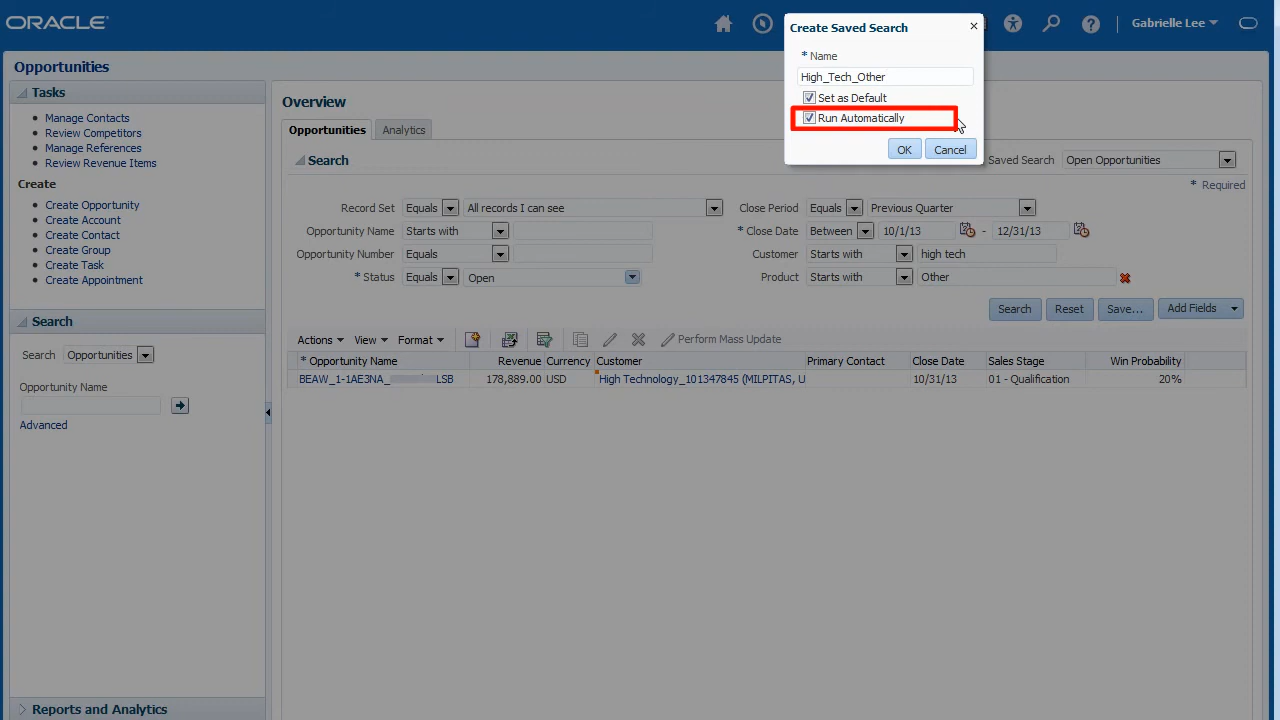 ORACLE
Gabrielle Lee
Create Saved Search
* Name
High_Tech_Other
Set as Default
Run Automatically
OK Cancel
Opportunities
Tasks
Manage Contacts
Review Competitors
Manage References
Review Revenue Items
Create
Create Opportunity
Create Account
Create Contact
Create Group
Create Task
Create Appointment
Search
Search Opportunities
Opportunity Name
Advanced
Reports and Analytics
Overview
Opportunities Analytics
Search
Saved Search Open Opportunities
* Required
Record Set Equals All records I can see Close Period Equals Previous Quarter
Opportunity Name Starts with * Close Date Between 10/1/13 - 12/31/13
Opportunity Number Equals Customer Starts with high tech
* Status Equals Open Product Starts with Other
Search Reset Save... Add Fields
Actions View Format Perform Mass Update
* Opportunity Name Revenue Currency Customer Primary Contact Close Date Sales Stage Win Probability
BEAW_1-1AE3NA_ LSB 178,889.00 USD High Technology_101347845 (MILPITAS, U 10/31/13 01 - Qualification 20%